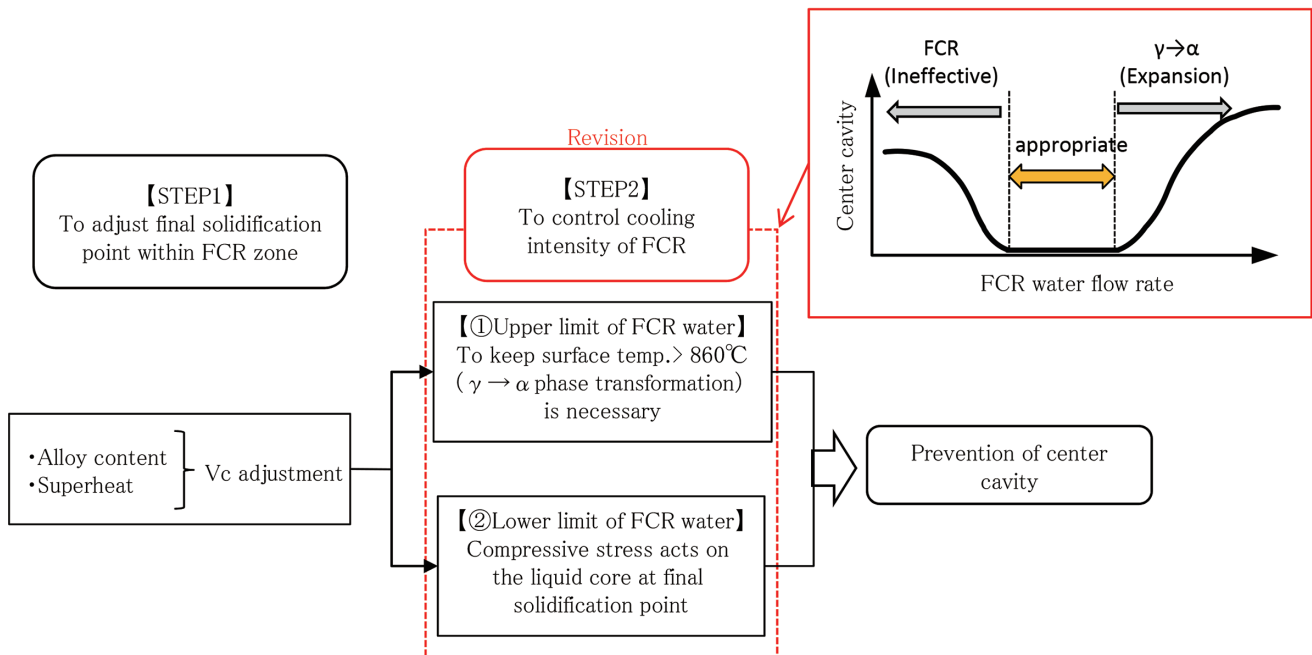 【STEP1】
To adjust final solidification
point within FCR zone
Revision
【STEP2】
To control cooling
intensity of FCR
FCR
(Ineffective)
γ→α
(Expansion)
appropriate
Center cavity
FCR water flow rate
・Alloy content
・Superheat
Vc adjustment
【①Upper limit of FCR water】
To keep surface temp.> 860℃
( γ → α phase transformation)
is necessary
【②Lower limit of FCR water】
Compressive stress acts on
the liquid core at final
solidification point
Prevention of center
cavity